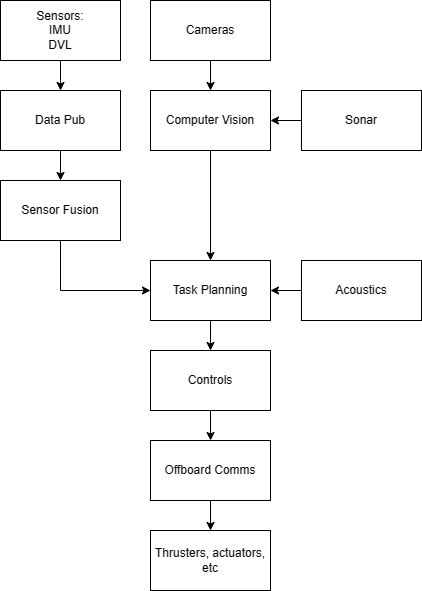 Sensors:
IMU
DVL
Cameras
Data Pub
Computer Vision
Sonar
Sensor Fusion
Task Planning
Acoustics
Controls
Offboard Comms
Thrusters, actuators,
etc